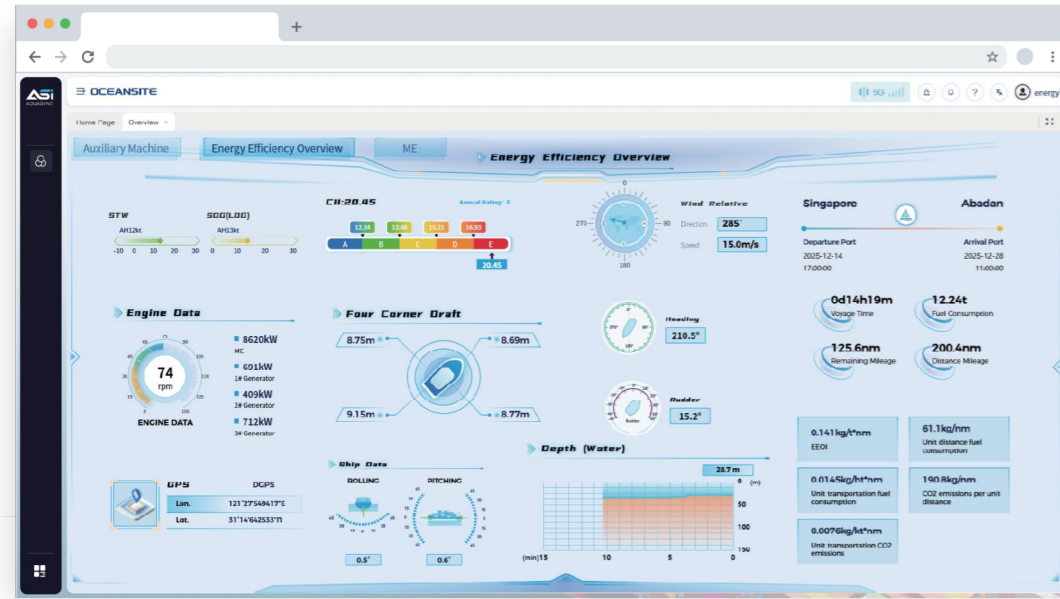 ASi
AQUADING
OCEANSITE
5G
?
energy
Home Page
Overview
Auxiliary Machine
Energy Efficiency Overview
ME
Energy Efficiency Overview
STW
AH12kt
-10 0 10 20 30
SOG(LOG)
AH13kt
0 10 20 30
CII:20.45
12.34 13.48 15.21 16.93
A B C D E
20.45
0
270
90
180
Wind Relative
Direction 285°
Speed 15.0m/s
Singapore
Abadan
Departure Port
Arrival Port
2025-12-14
2025-12-28
17:00:00
11:00:00
Engine Data
74
rpm
ENGINE DATA
8620kW
691kW
1# Generator
409kW
2# Generator
712kW
3# Generator
Four Corner Draft
8.75m
8.69m
9.15m
8.77m
Heading
210.5°
Rudder
Rudder
15.2°
0d14h19m
Voyage Time
12.24t
Fuel Consumption
125.6nm
Remaining Mileage
200.4nm
Distance Mileage
GPS
DGPS
Lon.
Lat.
Ship Data
ROLLING
PITCHING
0.5°
0.6°
Depth (Water)
28.7 m
0 (m)
50
100
150
(min)15 10 5 0
0.141kg/t*nm
EEOI
61.1kg/nm
Unit distance fuel
consumption
0.0145kg/ht*nm
Unit transportation fuel
consumption
190.8kg/nm
CO2 emissions per unit
distance
0.0076kg/kt*nm
Unit transportation CO2
emissions